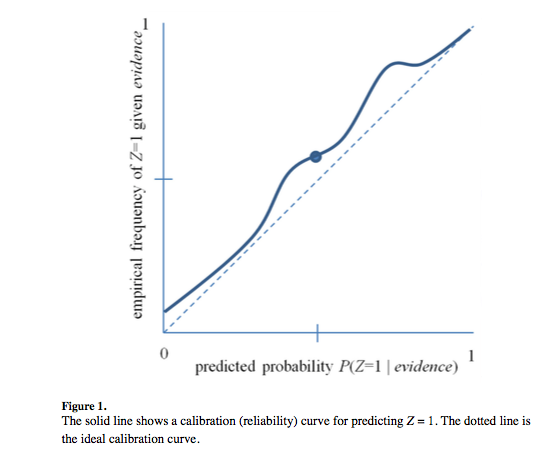 1
empirical frequency of Z=1 given evidence
0
1
predicted probability P(Z=1 | evidence)
Figure 1.
The solid line shows a calibration (reliability) curve for predicting Z = 1. The dotted line is
the ideal calibration curve.